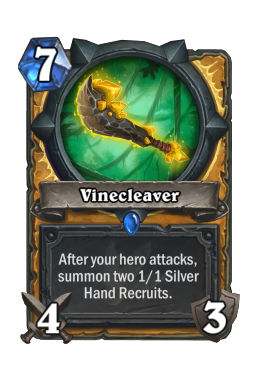 7
Vinecleaver
After your hero attacks,
summon two 1/1 Silver
Hand Recruits.
4 3